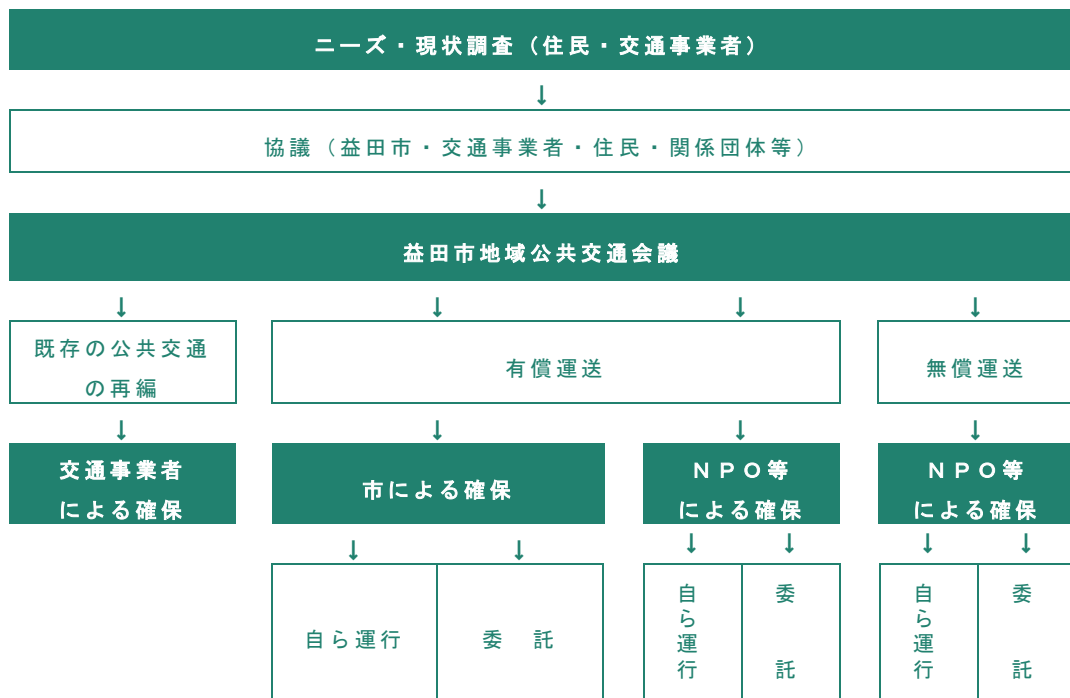 ニーズ・現状調査（住民・交通事業者）
↓
協議（益田市・交通事業者・住民・関係団体等）
↓
益田市地域公共交通会議
↓ ↓ ↓ ↓
既存の公共交通
の再編
有償運送
無償運送
↓ ↓ ↓ ↓
交通事業者
による確保
市による確保
ＮＰＯ等
による確保
ＮＰＯ等
による確保
↓ ↓ ↓ ↓ ↓ ↓
自ら運行
委　託
自ら運行
委　託
自ら運行
委　託